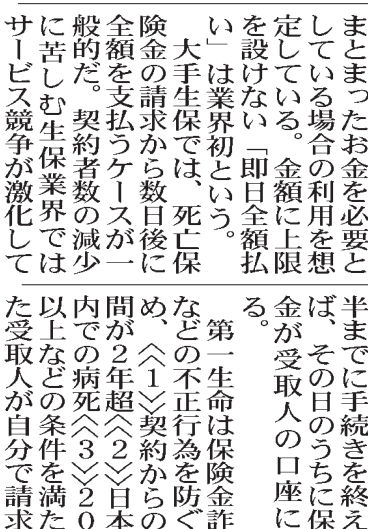 まとまったお金を必要と
している場合の利用を想
定している。金額に上限
を設けない「即日全額払
い」は業界初という。
　大手生保では、死亡保
険金の請求から数日後に
全額を支払うケースが一
般的だ。契約者数の減少
に苦しむ生保業界では
サービス競争が激化して
半までに手続きを終え
ば、その日のうちに保
金が受取人の口座に
る。
　第一生命は保険金詐
などの不正行為を防ぐ
め、〈1〉契約からの
間が2年超〈2〉日本
内での病死〈3〉20
以上などの条件を満た
た受取人が自分で請求